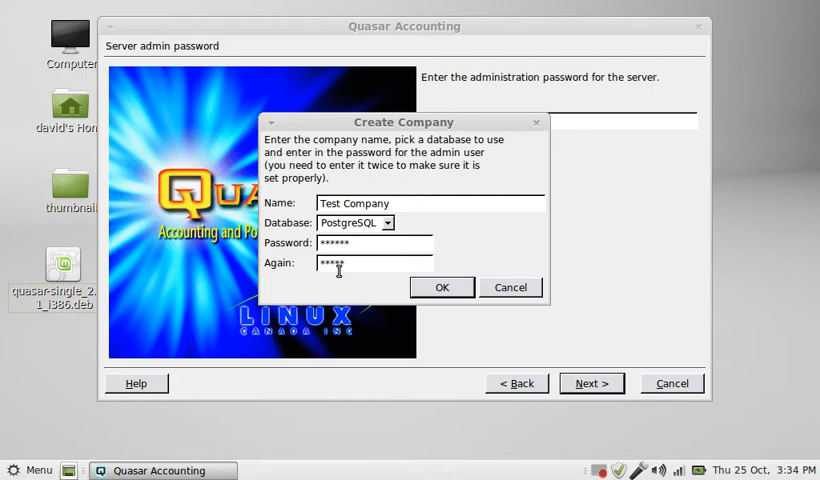 Quasar Accounting
Server admin password
Computer
david's Hon
thumbnail
quasar-single_2.
1_i386.deb
Enter the administration password for the server.
Create Company
Enter the company name, pick a database to use
and enter in the password for the admin user
(you need to enter it twice to make sure it is
set properly).
Name: Test Company
Database: PostgreSQL
Password: ******
Again: *****
OK Cancel
QUA
Accounting and Po
LINUX
CANADA INC
Help < Back Next > Cancel
Menu Quasar Accounting Thu 25 Oct, 3:34 PM